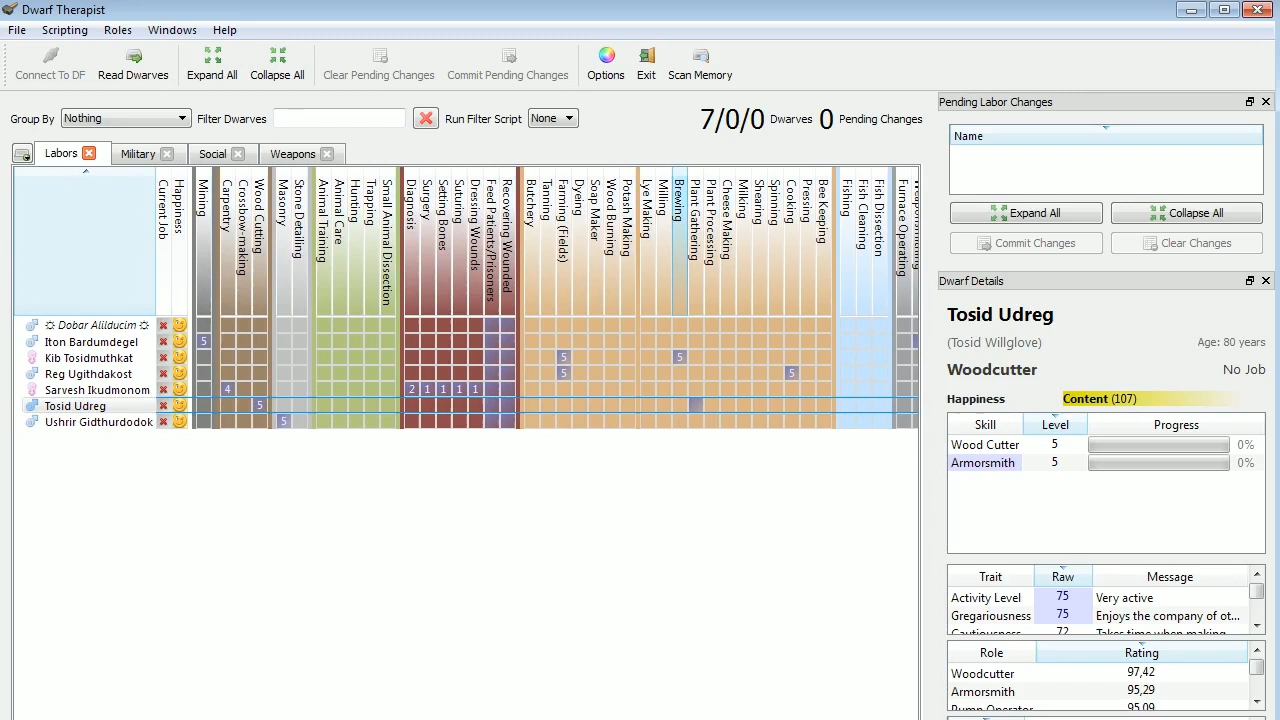 Dwarf Therapist
File Scripting Roles Windows Help
Connect To DF Read Dwarves Expand All Collapse All Clear Pending Changes Commit Pending Changes Options Exit Scan Memory
Group By Nothing Filter Dwarves Run Filter Script None 7/0/0 Dwarves 0 Pending Changes
Labors Military Social Weapons
Current Job
Happiness
Mining
Carpentry
Crossbow-making
Wood Cutting
Masonry
Stone Detailing
Animal Training
Animal Care
Hunting
Trapping
Small Animal Dissection
Diagnosis
Surgery
Setting Bones
Suturing
Dressing Wounds
Feed Patients/Prisoners
Recovering Wounded
Butchery
Tanning
Farming (Fields)
Dyeing
Soap Maker
Wood Burning
Potash Making
Lye Making
Milling
Brewing
Plant Gathering
Plant Processing
Cheese Making
Milking
Shearing
Spinning
Cooking
Pressing
Bee Keeping
Fishing
Fish Cleaning
Fish Dissection
Furnace Operating
Dobar Alilducim
Iton Bardumdegel 5
Kib Tosidmuthkat 5 5
Reg Ugithdakost 5 5
Sarvesh Ikudmonom 4 2 1 1 1 1
Tosid Udreg 5
Ushrir Gidthurdodok 5
Pending Labor Changes
Name
Expand All Collapse All
Commit Changes Clear Changes
Dwarf Details
Tosid Udreg
(Tosid Willglove) Age: 80 years
Woodcutter No Job
Happiness Content (107)
Skill Level Progress
Wood Cutter 5 0%
Armorsmith 5 0%
Trait Raw Message
Activity Level 75 Very active
Gregariousness 75 Enjoys the company of ot...
Cautiousness 72 Takes time when making
Role Rating
Woodcutter 97,42
Armorsmith 95,29
Pump Operator 95,09